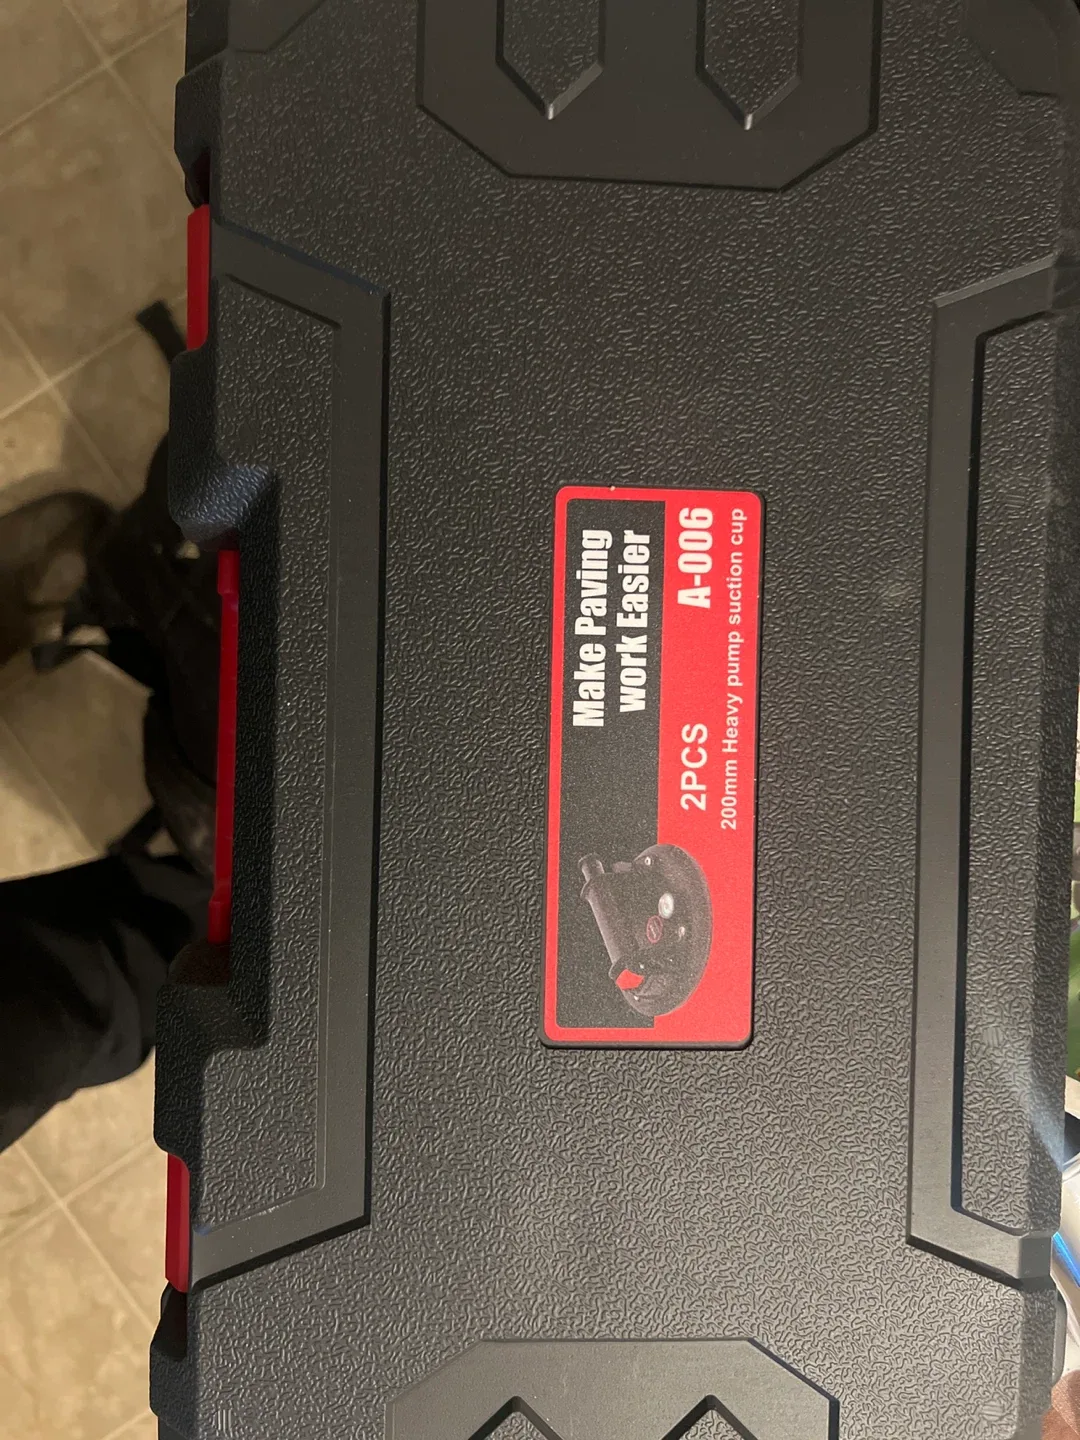 Make Paving
work Easier
2PCS A-006
200mm Heavy pump suction cup